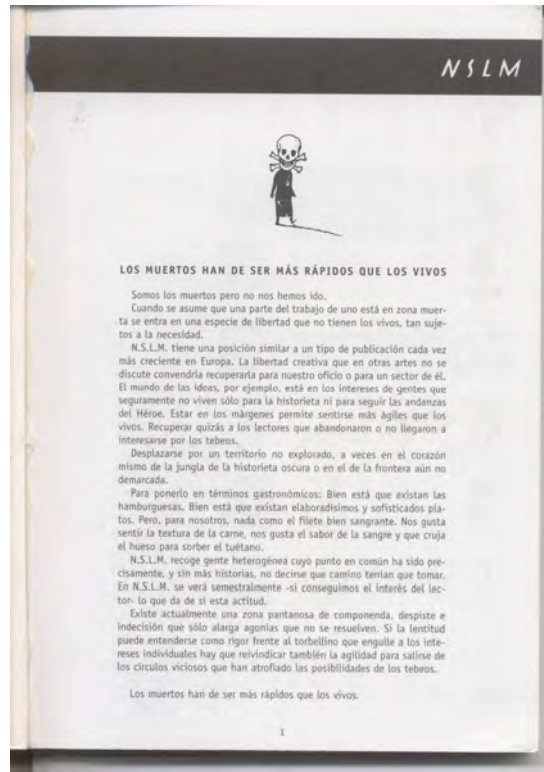 NSLM
LOS MUERTOS HAN DE SER MÁS RÁPIDOS QUE LOS VIVOS
Somos los muertos pero no nos hemos ido.
Cuando se asume que una parte del trabajo de uno está en zona muer-
ta se entra en una especie de libertad que no tienen los vivos, tan suje-
tos a la necesidad.
N.S.L.M. tiene una posición similar a un tipo de publicación cada vez
más creciente en Europa. La libertad creativa que en otras artes no se
discute convendría recuperarla para nuestro oficio o para un sector de él.
El mundo de las ideas, por ejemplo, está en los intereses de gentes que
seguramente no viven sólo para la historieta ni para seguir las andanzas
del Héroe. Estar en los márgenes permite sentirse más ágiles que los
vivos. Recuperar quizás a los lectores que abandonaron o no llegaron a
interesarse por los tebeos.
Desplazarse por un territorio no explorado, a veces en el corazón
mismo de la jungla de la historieta oscura o en el de la frontera aún no
demarcada.
Para ponerlo en términos gastronómicos: Bien está que existan las
hamburguesas. Bien está que existan elaboradísimos y sofisticados pla-
tos. Pero, para nosotros, nada como el filete bien sangrante. Nos gusta
sentir la textura de la carne, nos gusta el sabor de la sangre y que cruja
el hueso para sorber el tuétano.
N.S.L.M. recoge gente heterogénea cuyo punto en común ha sido pre-
cisamente, y sin más historias, no decirse que camino tenían que tomar.
En N.S.L.M. se verá semestralmente -si conseguimos el interés del lec-
tor- lo que da de sí esta actitud.
Existe actualmente una zona pantanosa de componenda, despiste e
indecisión que sólo alarga agonías que no se resuelven. Si la lentitud
puede entenderse como rigor frente al torbellino que engulle a los inte-
reses individuales hay que reivindicar también la agilidad para salirse de
los círculos viciosos que han atrofiado las posibilidades de los tebeos.
Los muertos han de ser más rápidos que los vivos.
1